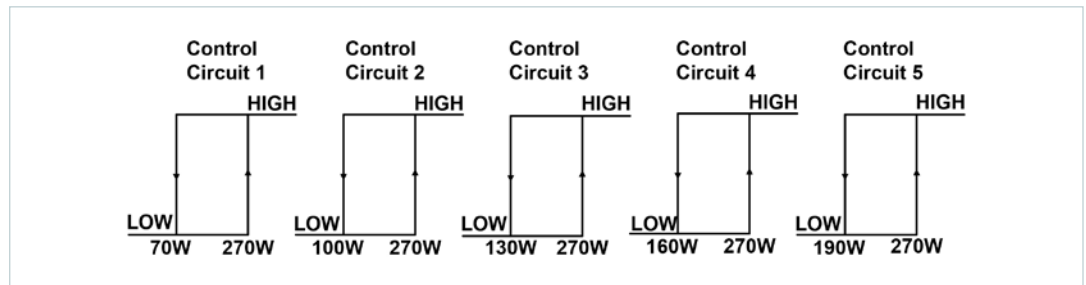 Control
Circuit 1
HIGH
LOW
70W 270W
Control
Circuit 2
HIGH
LOW
100W 270W
Control
Circuit 3
HIGH
LOW
130W 270W
Control
Circuit 4
HIGH
LOW
160W 270W
Control
Circuit 5
HIGH
LOW
190W 270W